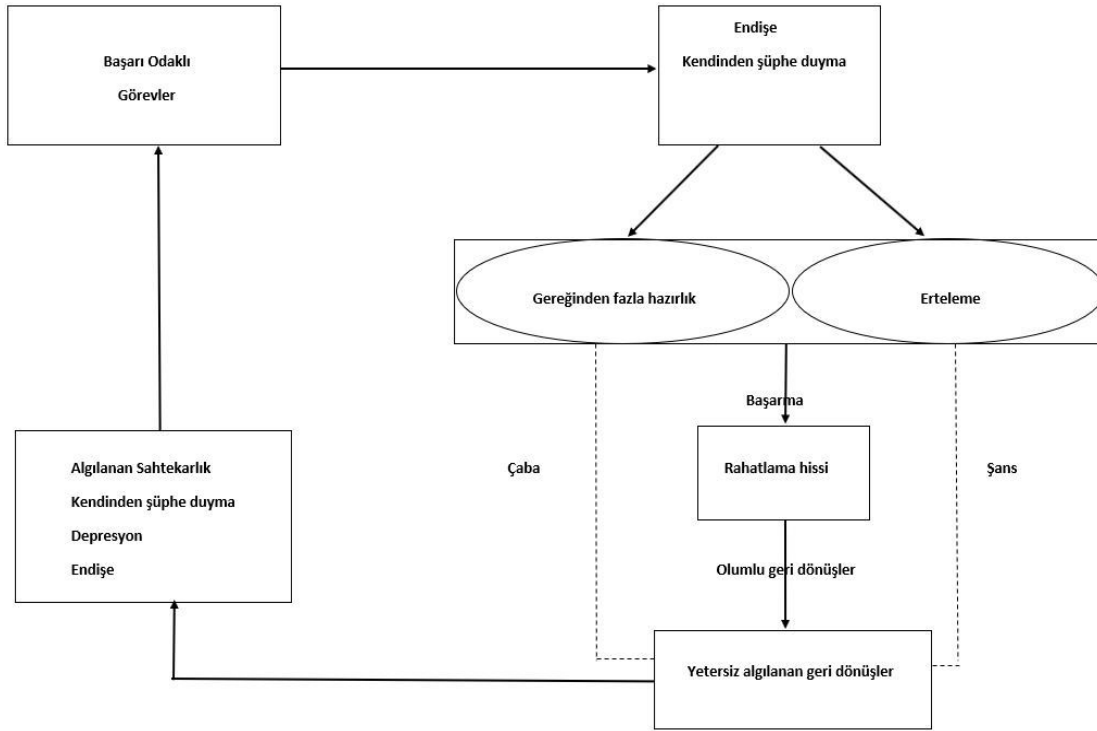 Başarı Odaklı
Görevler
Endişe
Kendinden şüphe duyma
Gereğinden fazla hazırlık
Erteleme
Başarma
Çaba
Rahatlama hissi
Şans
Olumlu geri dönüşler
Yetersiz algılanan geri dönüşler
Algılanan Sahtekarlık
Kendinden şüphe duyma
Depresyon
Endişe